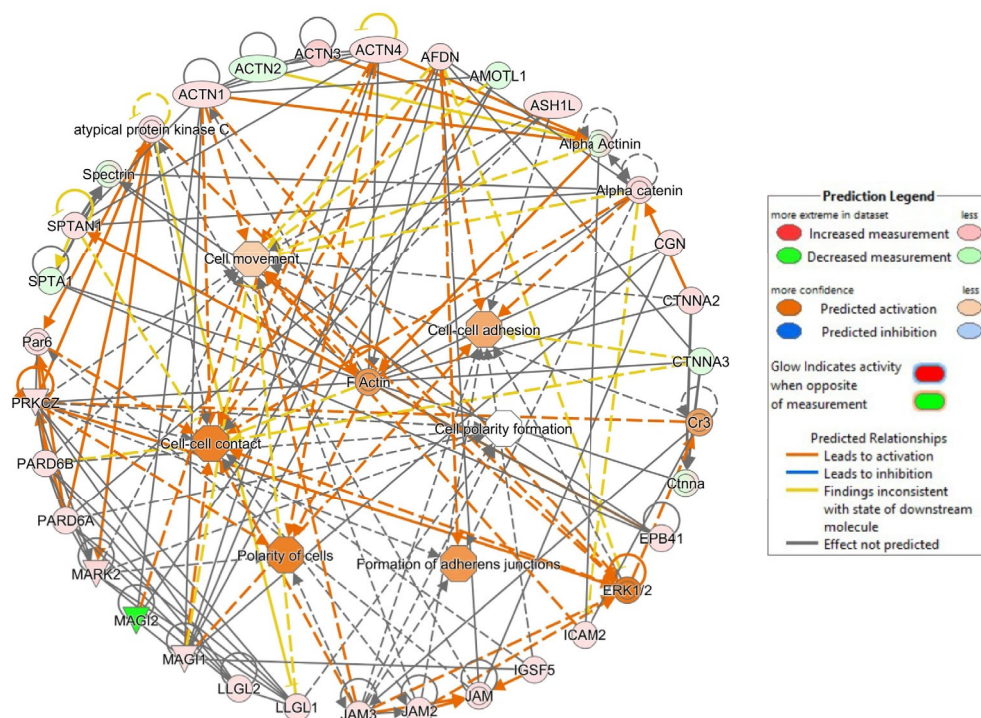 ACTN3
ACTN4
AFDN
ACTN2
AMOTL1
ACTN1
ASH1L
atypical protein kinase C
Alpha Actinin
Spectrin
Alpha catenin
SPTAN1
CGN
Cell movement
SPTA1
CTNNA2
Par6
Cell-cell adhesion
CTNNA3
F Actin
PRKCZ
Cr3
Cell polarity formation
Cell-cell contact
PARD6B
Ctnna
PARD6A
EPB41
Polarity of cells
Formation of adherens junctions
MARK2
ERK1/2
MAGI2
ICAM2
MAGI1
IGSF5
LLGL2
JAM
LLGL1
JAM3
JAM2
Prediction Legend
more extreme in dataset less
Increased measurement
Decreased measurement
more confidence less
Predicted activation
Predicted inhibition
Glow Indicates activity
when opposite
of measurement
Predicted Relationships
Leads to activation
Leads to inhibition
Findings inconsistent
with state of downstream
molecule
Effect not predicted